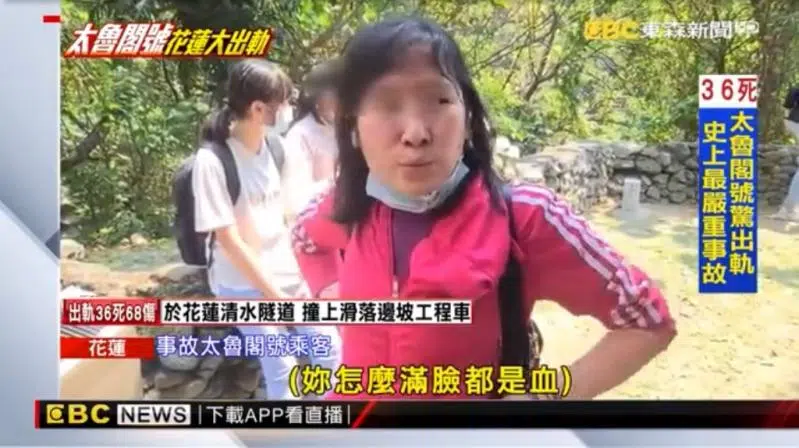 太魯閣號花蓮大出軌
EBC東森新聞
36死
太魯閣號驚出軌
史上最嚴重事故
出軌36死68傷 於花蓮清水隧道 撞上滑落邊坡工程車
花蓮 事故太魯閣號乘客
(妳怎麼滿臉都是血)
EBC NEWS 下載APP看直播